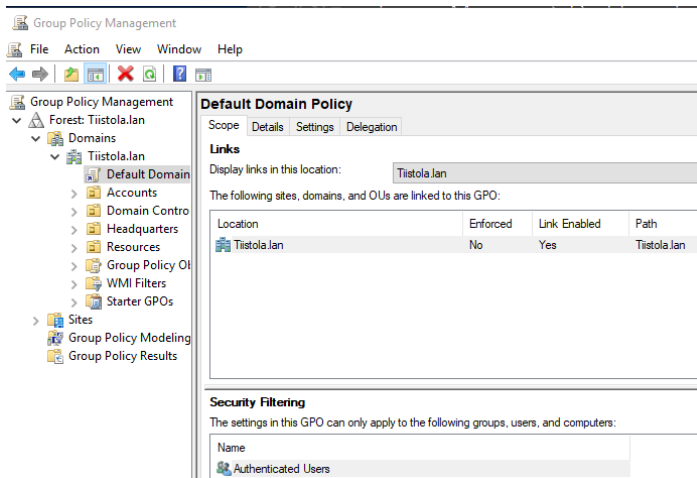 Group Policy Management
File Action View Window Help
Group Policy Management
Forest: Tiistola.lan
Domains
Tiistola.lan
Default Domain
Accounts
Domain Contro
Headquarters
Resources
Group Policy Ob
WMI Filters
Starter GPOs
Sites
Group Policy Modeling
Group Policy Results
Default Domain Policy
Scope Details Settings Delegation
Links
Display links in this location: Tiistola.lan
The following sites, domains, and OUs are linked to this GPO:
Location Enforced Link Enabled Path
Tiistola.lan No Yes Tiistola.lan
Security Filtering
The settings in this GPO can only apply to the following groups, users, and computers:
Name
Authenticated Users